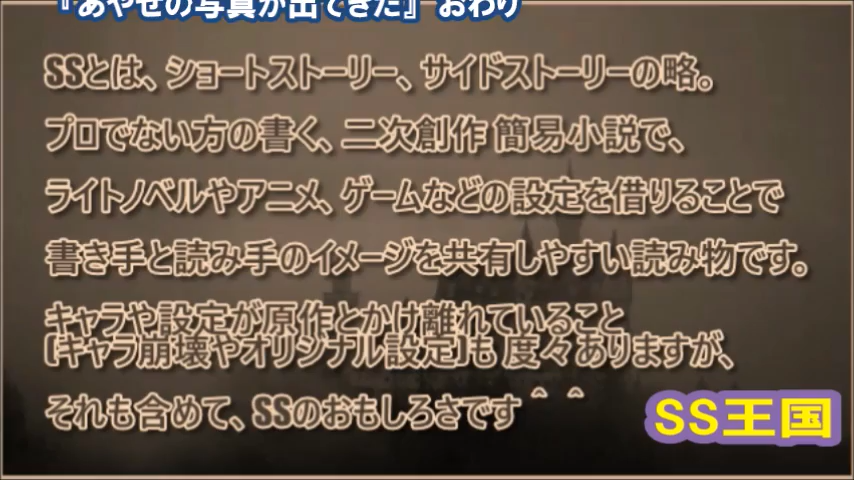 『あやせの写真が出てきた』 おわり
SSとは、ショートストーリー、サイドストーリーの略。
プロでない方の書く、二次創作 簡易小説で、
ライトノベルやアニメ、ゲームなどの設定を借りることで
書き手と読み手のイメージを共有しやすい読み物です。
キャラや設定が原作とかけ離れていること
(キャラ崩壊やオリジナル設定)も 度々ありますが、
それも含めて、SSのおもしろさです ＾ ＾
SS王国